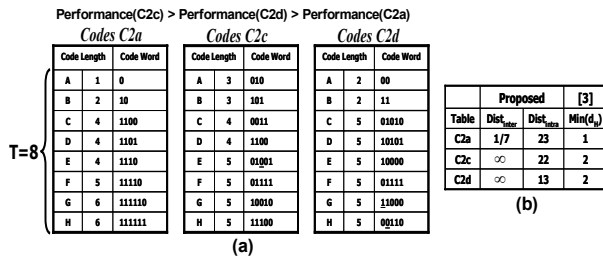 Performance(C2c) > Performance(C2d) > Performance(C2a)
Codes C2a Codes C2c Codes C2d
Code Length Code Word Code Length Code Word Code Length Code Word
A 1 0 A 3 010 A 2 00
B 2 10 B 3 101 B 2 11
C 4 1100 C 4 0011 C 5 01010
D 4 1101 D 4 1100 D 5 10101
E 4 1110 E 5 01001 E 5 10000
F 5 11110 F 5 01111 F 5 01111
G 6 111110 G 5 10010 G 5 11000
H 6 111111 H 5 11100 H 5 00110
T=8
(a)
Proposed [3]
Table Dist_inter Dist_intra Min(d_H)
C2a 1/7 23 1
C2c ∞ 22 2
C2d ∞ 13 2
(b)